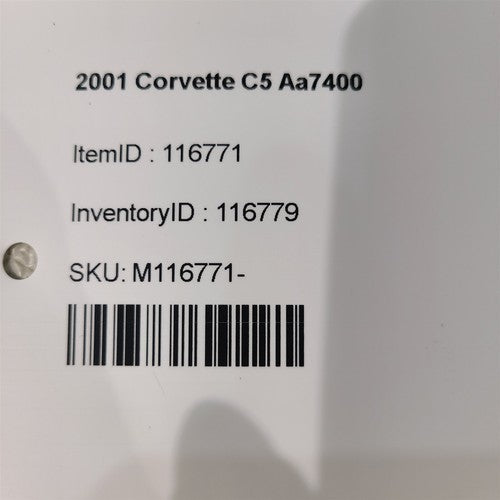 2001 Corvette C5 Aa7400
ItemID : 116771
InventoryID : 116779
SKU: M116771-